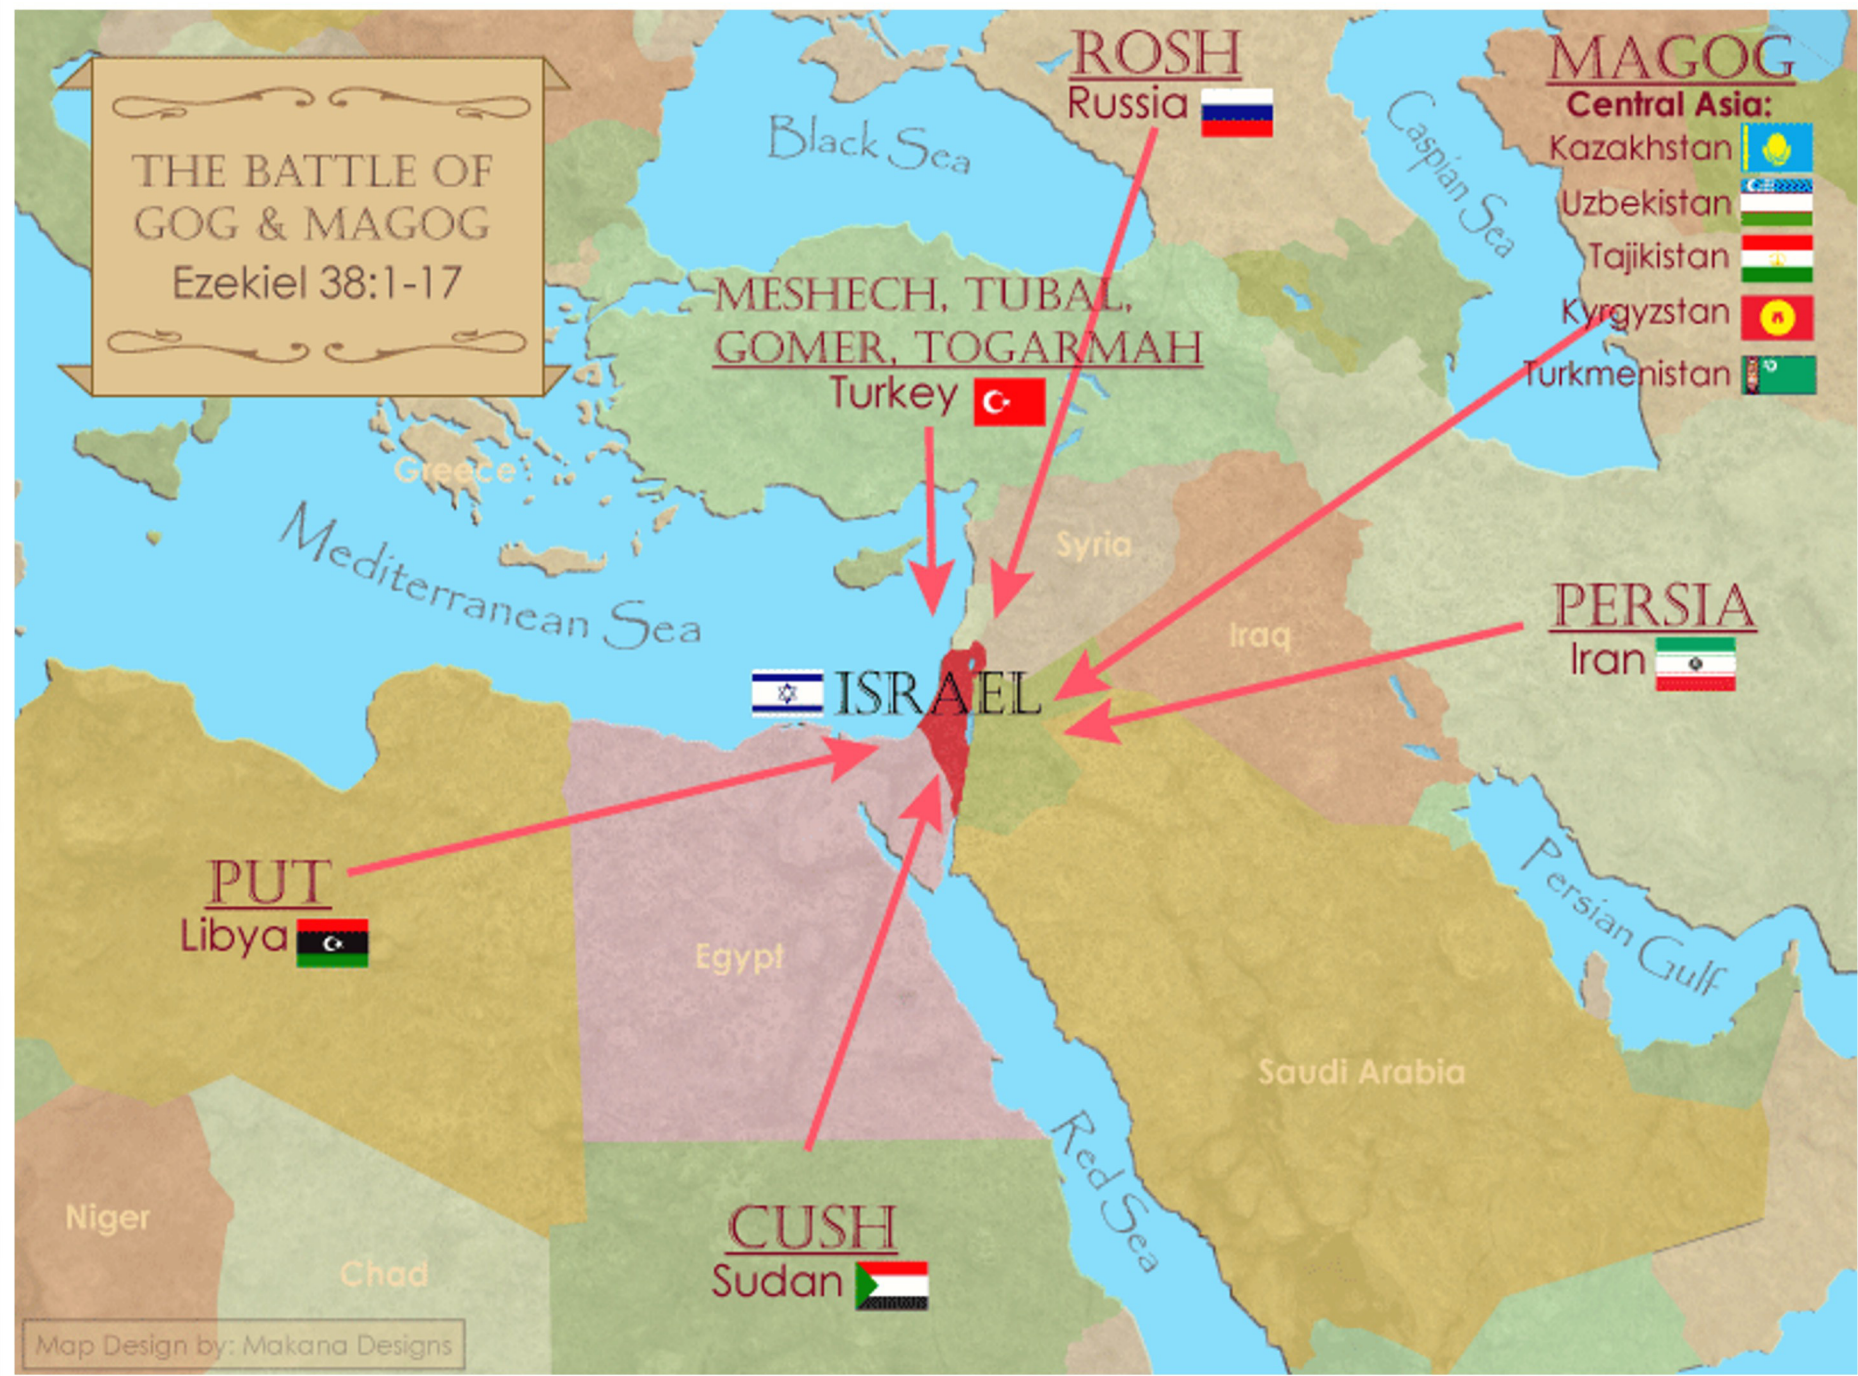 THE BATTLE OF
GOG & MAGOG
Ezekiel 38:1-17
ROSH
Russia
MAGOG
Central Asia:
Kazakhstan
Uzbekistan
Tajikistan
Kyrgyzstan
Turkmenistan
Black Sea
Caspian Sea
MESHECH, TUBAL,
GOMER, TOGARMAH
Turkey
Greece
Mediterranean Sea
Syria
Iraq
PERSIA
Iran
ISRAEL
PUT
Libya
Egypt
Persian Gulf
Saudi Arabia
Red Sea
Niger
Chad
CUSH
Sudan
Map Design by: Makana Designs